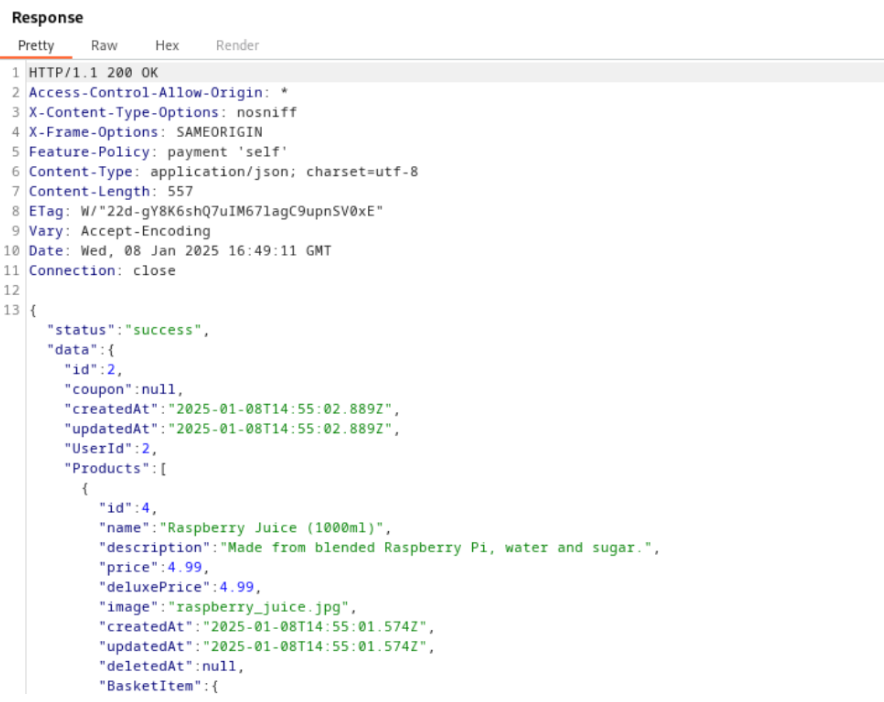 Response
Pretty Raw Hex Render
1 HTTP/1.1 200 OK
2 Access-Control-Allow-Origin: *
3 X-Content-Type-Options: nosniff
4 X-Frame-Options: SAMEORIGIN
5 Feature-Policy: payment 'self'
6 Content-Type: application/json; charset=utf-8
7 Content-Length: 557
8 ETag: W/"22d-gY8K6shQ7uIM67lagC9upnSV0xE"
9 Vary: Accept-Encoding
10 Date: Wed, 08 Jan 2025 16:49:11 GMT
11 Connection: close
12
13 {
"status":"success",
"data":{
"id":2,
"coupon":null,
"createdAt":"2025-01-08T14:55:02.889Z",
"updatedAt":"2025-01-08T14:55:02.889Z",
"UserId":2,
"Products":[
{
"id":4,
"name":"Raspberry Juice (1000ml)",
"description":"Made from blended Raspberry Pi, water and sugar.",
"price":4.99,
"deluxePrice":4.99,
"image":"raspberry_juice.jpg",
"createdAt":"2025-01-08T14:55:01.574Z",
"updatedAt":"2025-01-08T14:55:01.574Z",
"deletedAt":null,
"BasketItem":{